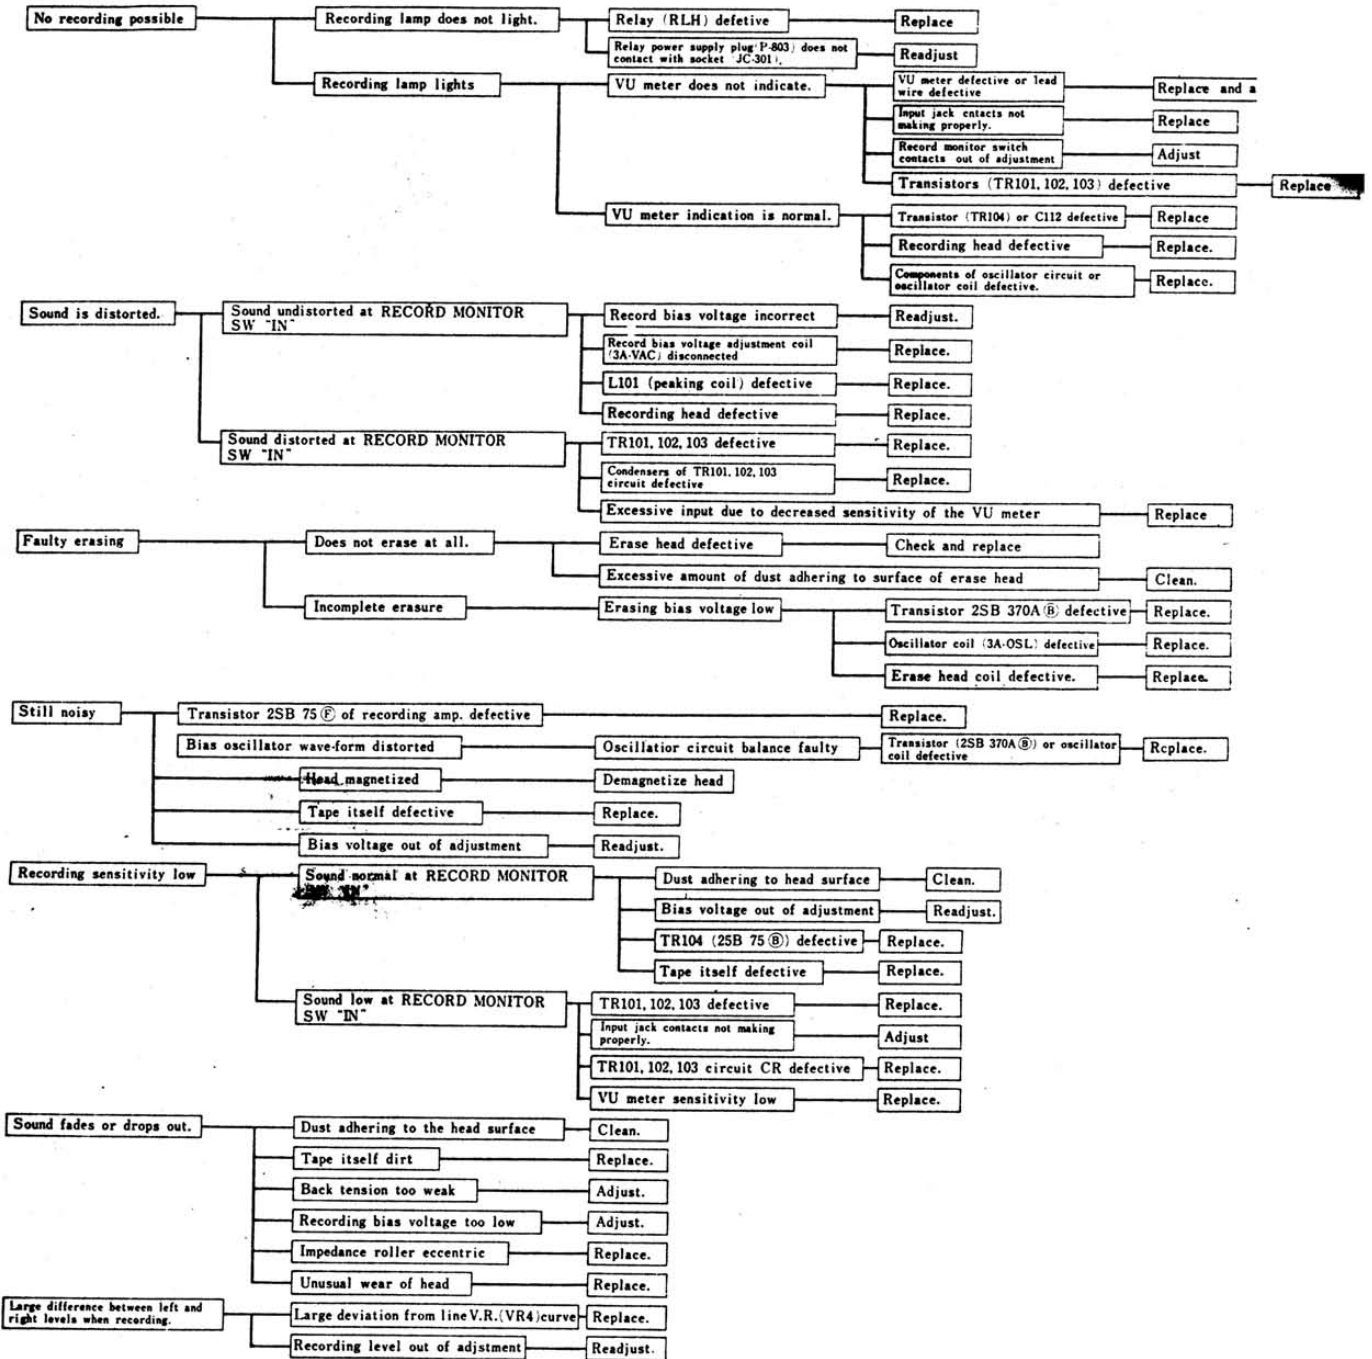 No recording possible
Recording lamp does not light.
Relay (RLH) defetive
Replace
Relay power supply plug (P-803) does not
contact with socket (JC-301).
Readjust
Recording lamp lights
VU meter does not indicate.
VU meter defective or lead
wire defective
Replace and a
Input jack cntacts not
making properly.
Replace
Record monitor switch
contacts out of adjustment
Adjust
Transistors (TR101, 102, 103) defective
Replace
VU meter indication is normal.
Transistor (TR104) or C112 defective
Replace
Recording head defective
Replace.
Components of oscillator circuit or
oscillator coil defective.
Replace.
Sound is distorted.
Sound undistorted at RECORD MONITOR
SW "IN"
Record bias voltage incorrect
Readjust.
Record bias voltage adjustment coil
(3A-VAC) disconnected
Replace.
L101 (peaking coil) defective
Replace.
Recording head defective
Replace.
Sound distorted at RECORD MONITOR
SW "IN"
TR101, 102, 103 defective
Replace.
Condensers of TR101, 102, 103
circuit defective
Replace.
Excessive input due to decreased sensitivity of the VU meter
Replace
Faulty erasing
Does not erase at all.
Erase head defective
Check and replace
Excessive amount of dust adhering to surface of erase head
Clean.
Incomplete erasure
Erasing bias voltage low
Transistor 2SB 370A Ⓑ defective
Replace.
Oscillator coil (3A-OSL) defective
Replace.
Erase head coil defective.
Replace.
Still noisy
Transistor 2SB 75 Ⓕ of recording amp. defective
Replace.
Bias oscillator wave-form distorted
Oscillatior circuit balance faulty
Transistor (2SB 370A Ⓑ) or oscillator
coil defective
Replace.
Head magnetized
Demagnetize head
Tape itself defective
Replace.
Bias voltage out of adjustment
Readjust.
Recording sensitivity low
Sound normal at RECORD MONITOR
"IN"
Dust adhering to head surface
Clean.
Bias voltage out of adjustment
Readjust.
TR104 (2SB 75 Ⓑ) defective
Replace.
Tape itself defective
Replace.
Sound low at RECORD MONITOR
SW "IN"
TR101, 102, 103 defective
Replace.
Input jack contacts not making
properly.
Adjust
TR101, 102, 103 circuit CR defective
Replace.
VU meter sensitivity low
Replace.
Sound fades or drops out.
Dust adhering to the head surface
Clean.
Tape itself dirt
Replace.
Back tension too weak
Adjust.
Recording bias voltage too low
Adjust.
Impedance roller eccentric
Replace.
Unusual wear of head
Replace.
Large difference between left and
right levels when recording.
Large deviation from line V.R.(VR4)curve
Replace.
Recording level out of adjstment
Readjust.